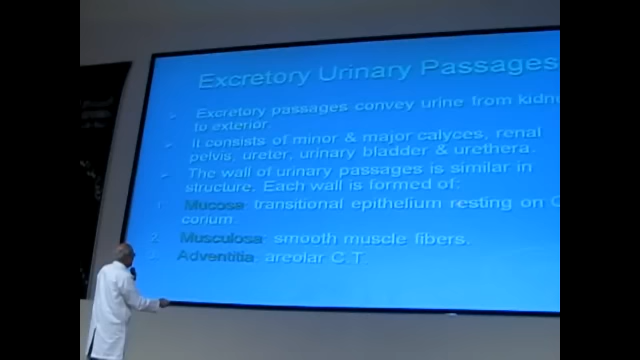 Excretory Urinary Passages
Excretory passages convey urine from
to exterior.
It consists of minor & major calyces, renal
pelvis, ureter, urinary bladder & urethera.
The wall of urinary passages is similar in
structure. Each wall is formed of:
Mucosa: transitional epithelium resting on
corium.
2. Musculosa: smooth muscle fibers.
3. Adventitia: areolar C.T.